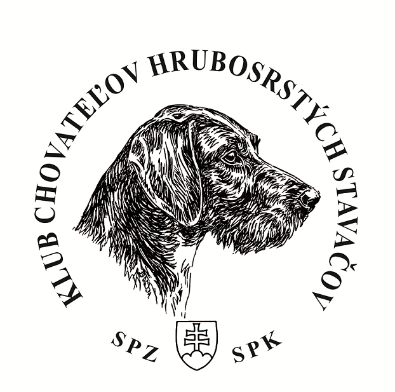 KLUB CHOVATEĽOV HRUBOSRSTÝCH STAVAČOV
SPZ SPK